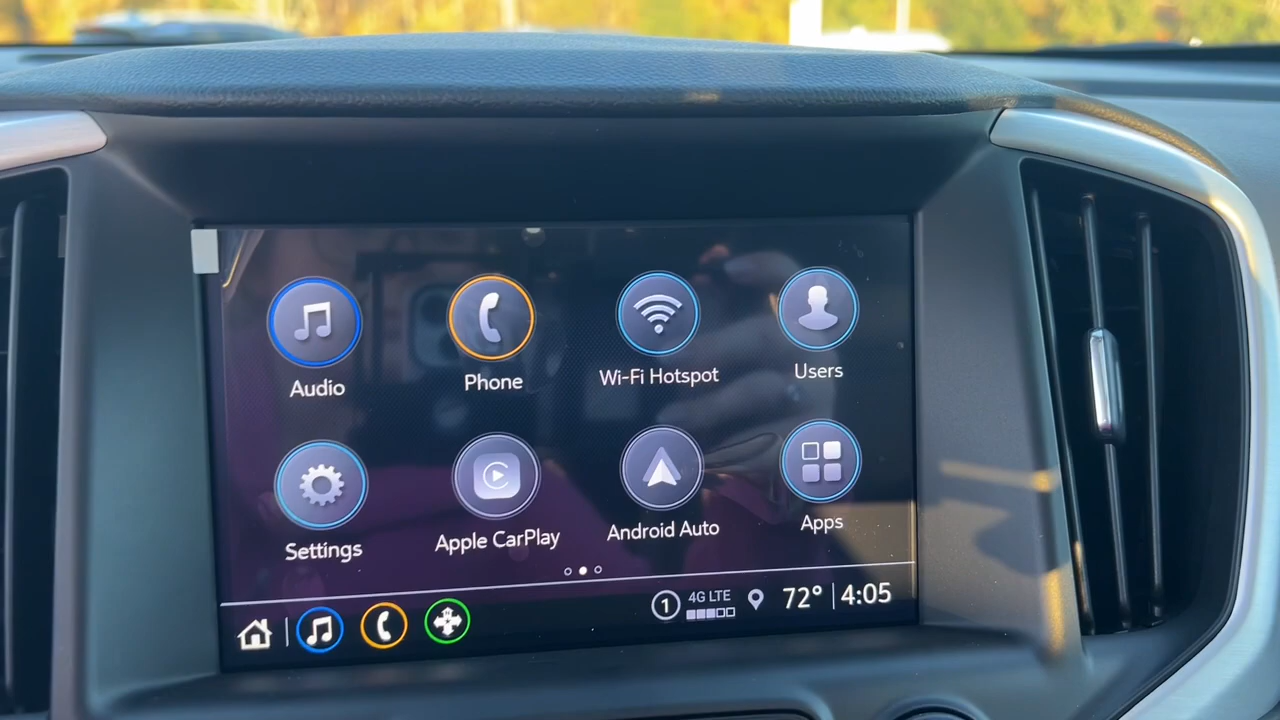 Audio
Phone
Wi-Fi Hotspot
Users
Settings
Apple CarPlay
Android Auto
Apps
1
4G LTE
72° 4:05